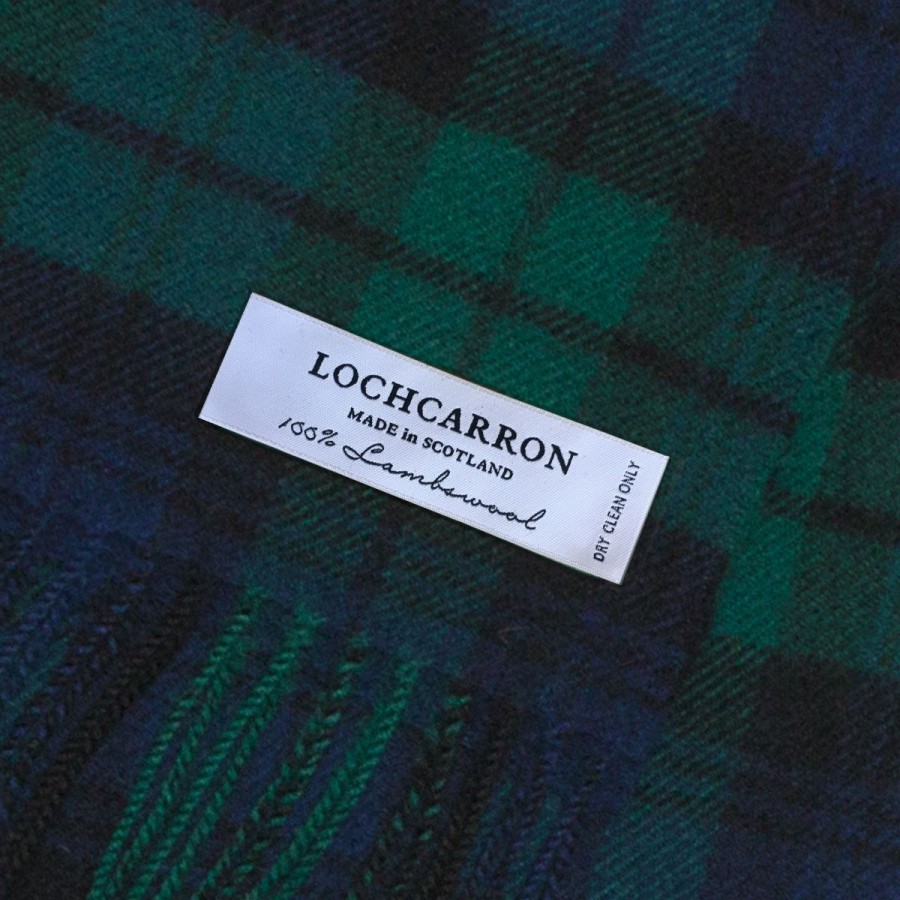 LOCHCARRON
MADE in SCOTLAND
100% Lambswool
DRY CLEAN ONLY